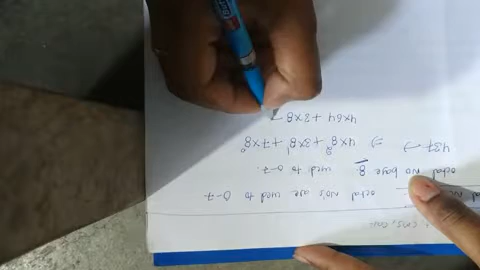 octal no's are used to 0-7
octal no base 8 used to 0-7.
437 → ⇒ 4×8² + 3×8¹ + 7×8⁰
4×64 + 3×8